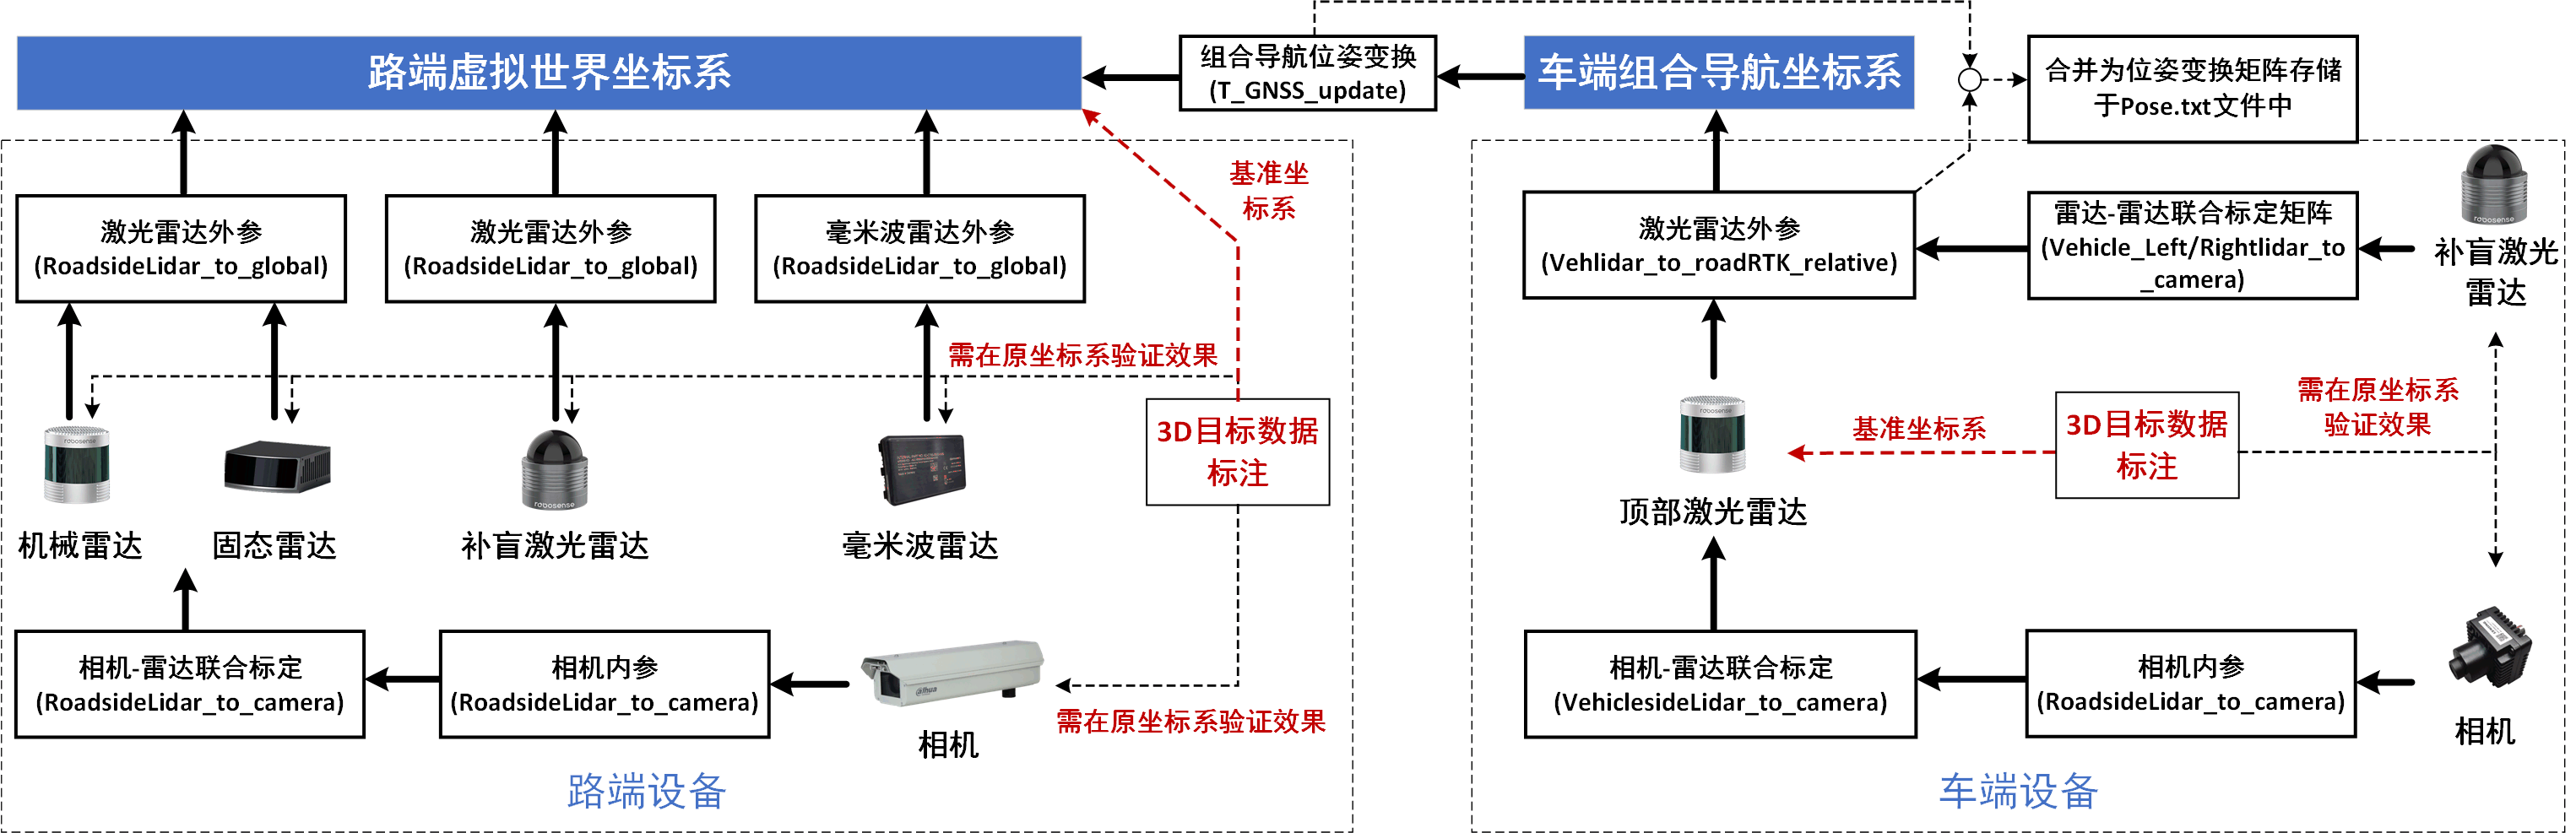 路端虚拟世界坐标系
组合导航位姿变换
(T_GNSS_update)
车端组合导航坐标系
合并为位姿变换矩阵存储
于Pose.txt文件中
基准坐
标系
激光雷达外参
(RoadsideLidar_to_global)
激光雷达外参
(RoadsideLidar_to_global)
毫米波雷达外参
(RoadsideLidar_to_global)
需在原坐标系验证效果
3D目标数据
标注
robosense
机械雷达
固态雷达
robosense
补盲激光雷达
毫米波雷达
相机-雷达联合标定
(RoadsideLidar_to_camera)
相机内参
(RoadsideLidar_to_camera)
alhua
相机
需在原坐标系验证效果
路端设备
激光雷达外参
(Vehlidar_to_roadRTK_relative)
雷达-雷达联合标定矩阵
(Vehicle_Left/Rightlidar_to
_camera)
robosense
补盲激光
雷达
robosense
顶部激光雷达
基准坐标系
3D目标数据
标注
需在原坐标系
验证效果
相机-雷达联合标定
(VehiclesideLidar_to_camera)
相机内参
(RoadsideLidar_to_camera)
相机
车端设备